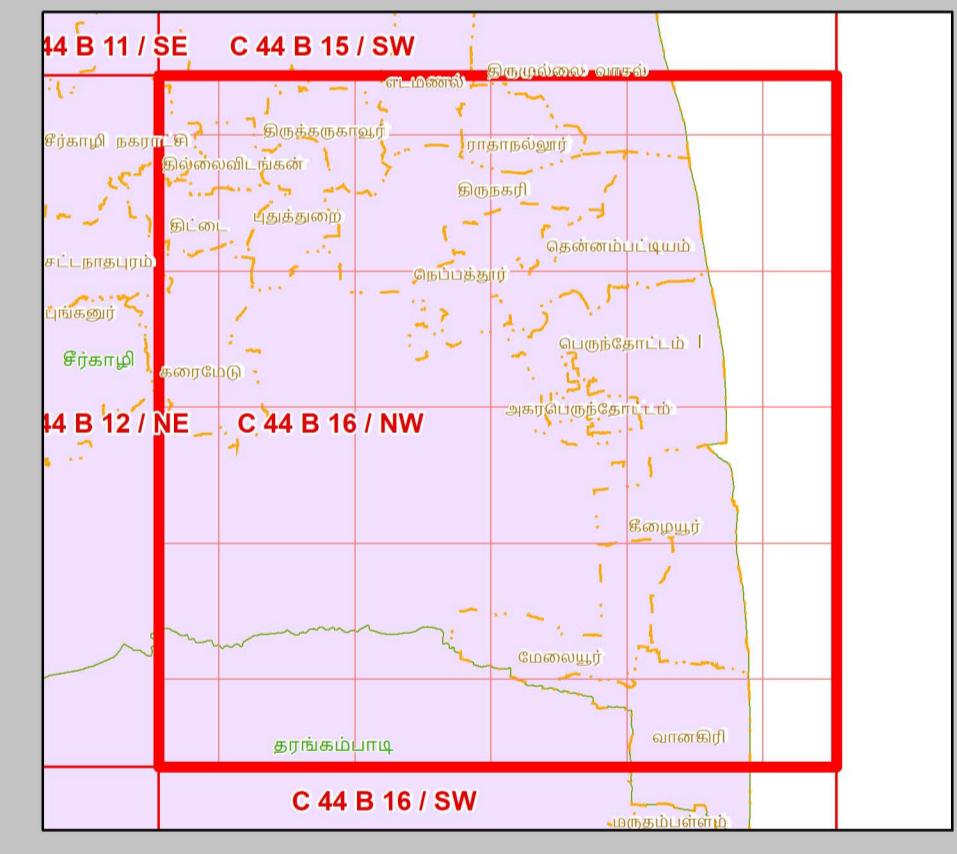 44 B 11 / SE
C 44 B 15 / SW
திருமுல்லை வாசல்
எடமணல்
திருத்தருகாவூர்
சீர்காழி நகராட்சி
ராதாநல்லூர்
தில்லைவிடங்கன்
திருநகரி
புதுத்துறை
திட்டை
தென்னம்பட்டியம்
சட்டநாதபுரம்
நெப்பத்தூர்
புங்கனுர்
பெருந்தோட்டம் I
சீர்காழி
கரைமேடு
அகரபெருந்தோட்டம்
44 B 12 / NE
C 44 B 16 / NW
கீழையூர்
மேலையூர்
வானகிரி
தரங்கம்பாடி
C 44 B 16 / SW
மருதம்பள்ளம்